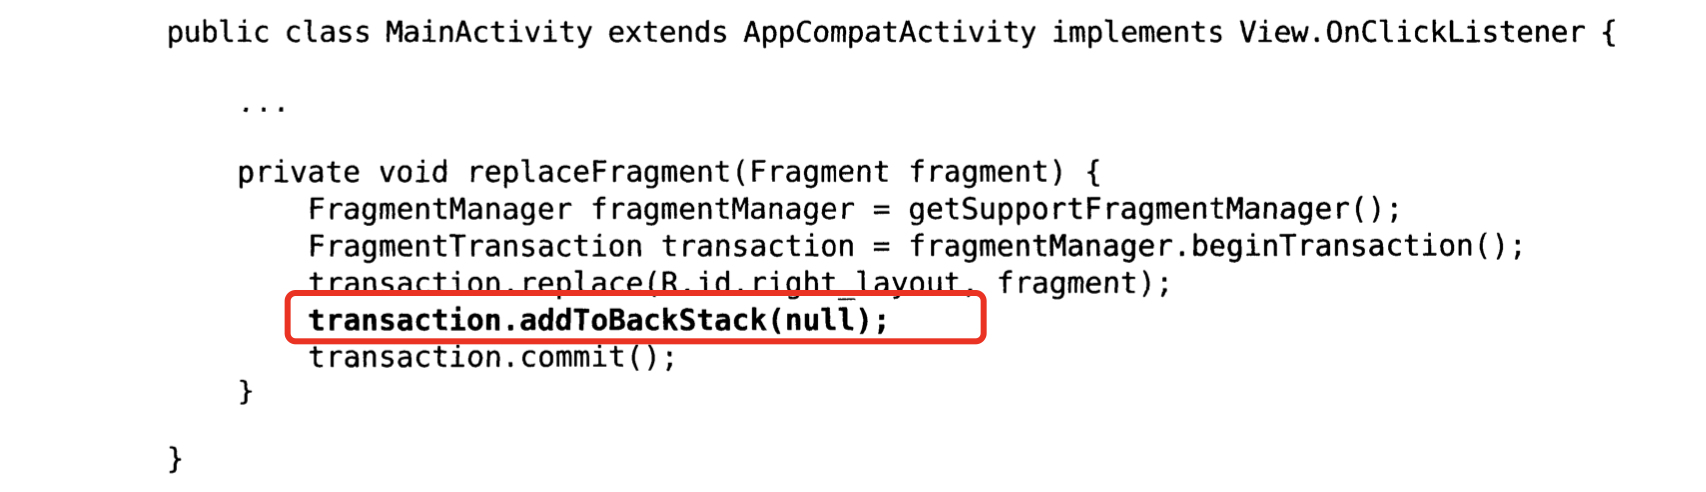 public class MainActivity extends AppCompatActivity implements View.OnClickListener {
...
private void replaceFragment(Fragment fragment) {
FragmentManager fragmentManager = getSupportFragmentManager();
FragmentTransaction transaction = fragmentManager.beginTransaction();
transaction.replace(R.id.right_layout, fragment);
transaction.addToBackStack(null);
transaction.commit();
}
}